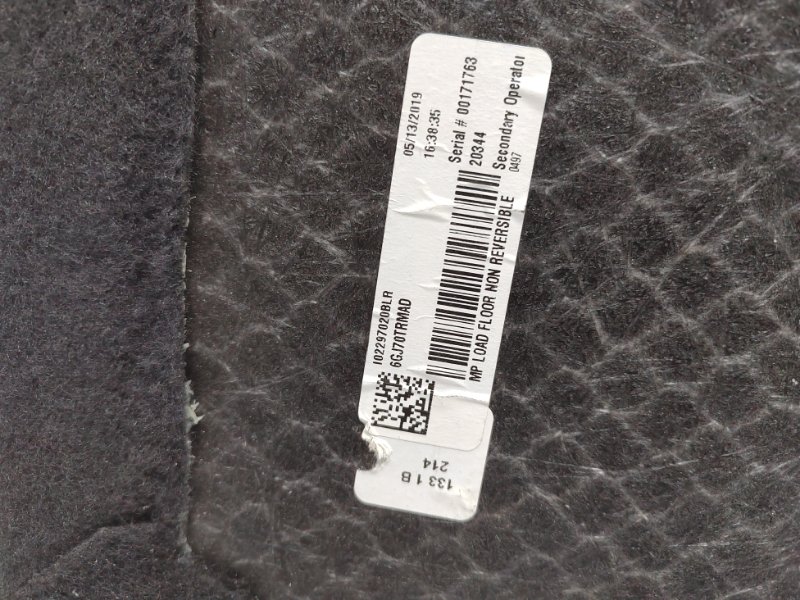 05/13/2019
16:38:35
Serial # 00171763
20344
Secondary Operator
0497
I02297020BLR
6GJ70TRMAD
MP LOAD FLOOR NON REVERSIBLE
133 1 B
214